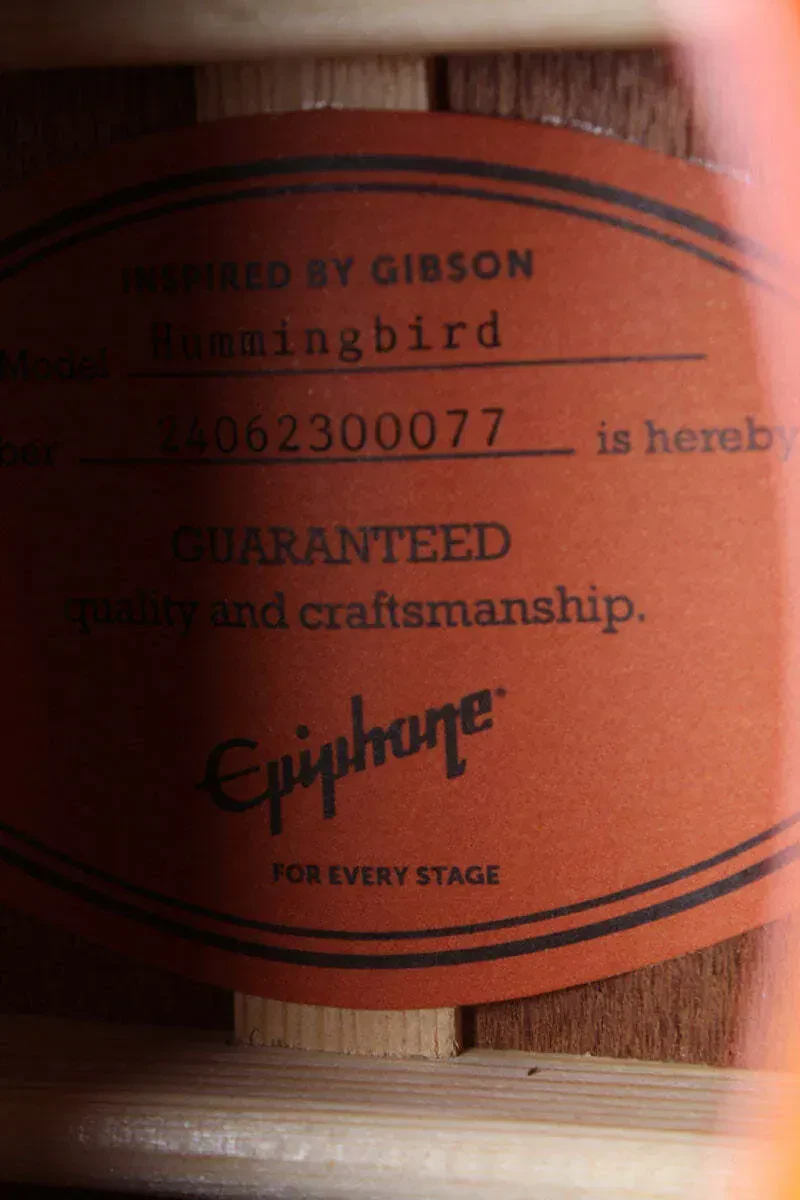 INSPIRED BY GIBSON
Model Hummingbird
ber 24062300077 is hereby
GUARANTEED
quality and craftsmanship.
Epiphone
FOR EVERY STAGE